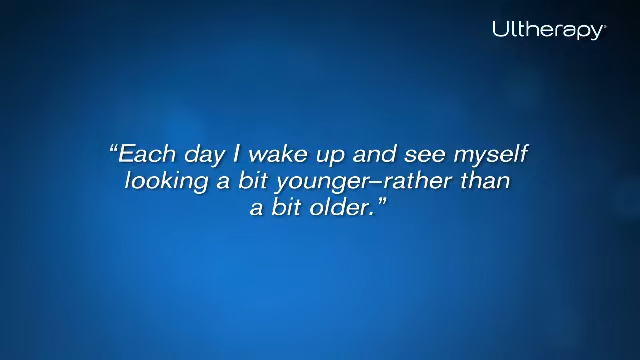 Ultherapy®
“Each day I wake up and see myself
looking a bit younger–rather than
a bit older.”